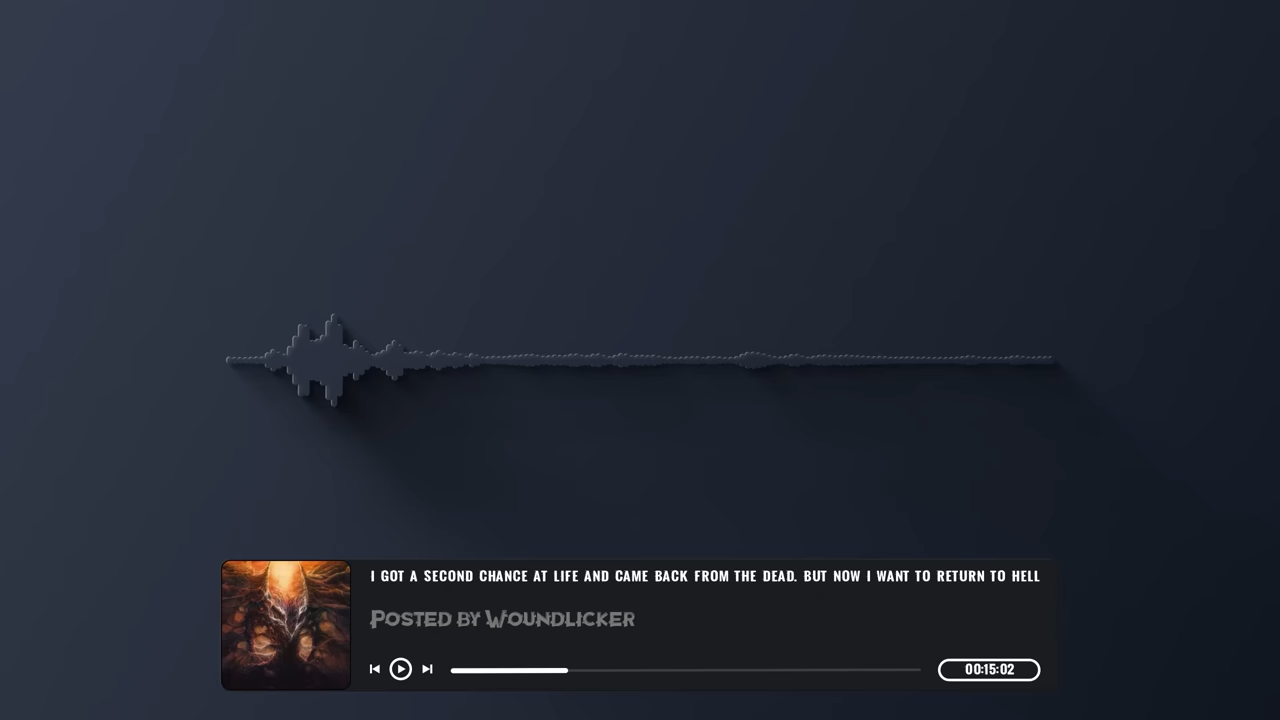 I GOT A SECOND CHANCE AT LIFE AND CAME BACK FROM THE DEAD. BUT NOW I WANT TO RETURN TO HELL
Posted by Woundlicker
00:15:02